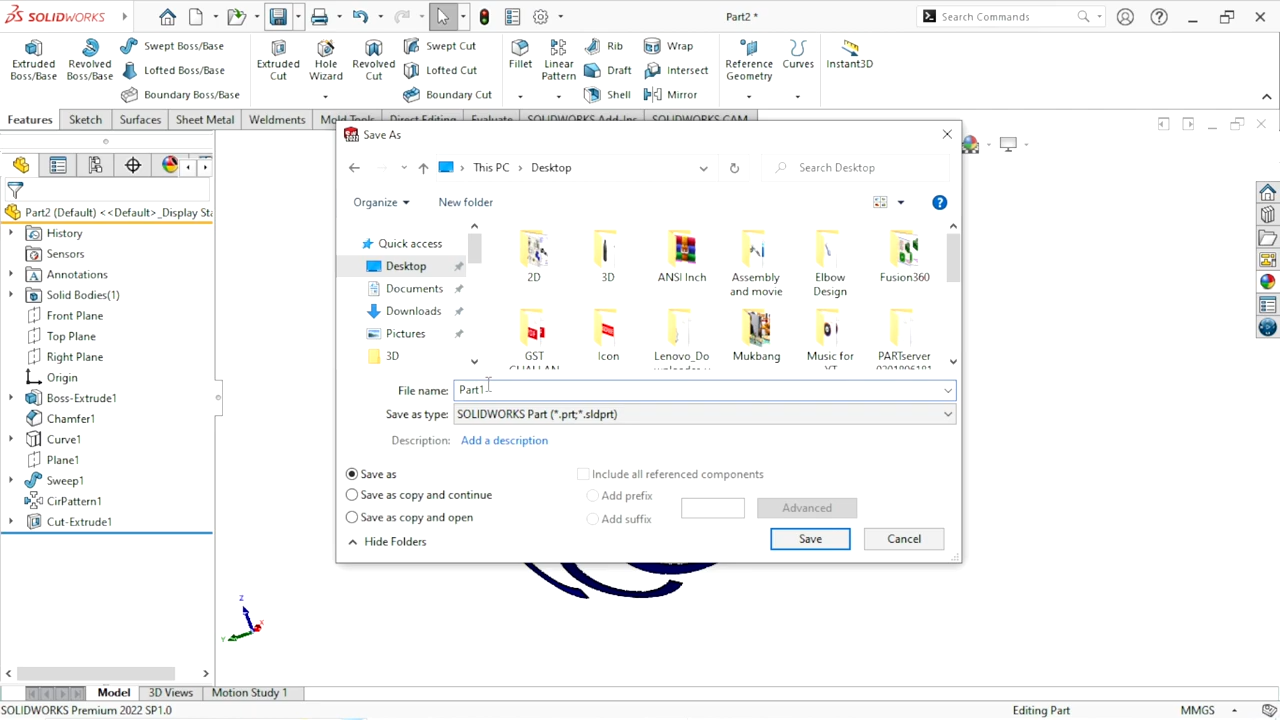 SOLIDWORKS
Part2 *
Search Commands
Extruded Boss/Base
Revolved Boss/Base
Swept Boss/Base
Lofted Boss/Base
Boundary Boss/Base
Extruded Cut
Hole Wizard
Revolved Cut
Swept Cut
Lofted Cut
Boundary Cut
Fillet
Linear Pattern
Rib
Draft
Shell
Wrap
Intersect
Mirror
Reference Geometry
Curves
Instant3D
Features
Sketch
Surfaces
Sheet Metal
Weldments
Mold Tools
Direct Editing
Evaluate
SOLIDWORKS Add-Ins
SOLIDWORKS CAM
Part2 (Default) <<Default>_Display Sta
History
Sensors
Annotations
Solid Bodies(1)
Front Plane
Top Plane
Right Plane
Origin
Boss-Extrude1
Chamfer1
Curve1
Plane1
Sweep1
CirPattern1
Cut-Extrude1
Save As
This PC > Desktop
Search Desktop
Organize
New folder
Quick access
Desktop
Documents
Downloads
Pictures
3D
2D
3D
ANSI Inch
Assembly and movie
Elbow Design
Fusion360
GST CHALLAN
Icon
Lenovo_Do
Mukbang
Music for YT
PARTserver
File name: Part1
Save as type: SOLIDWORKS Part (*.prt;*.sldprt)
Description: Add a description
Save as
Save as copy and continue
Save as copy and open
Include all referenced components
Add prefix
Add suffix
Advanced
Hide Folders
Save
Cancel
Z
Y
X
Model
3D Views
Motion Study 1
SOLIDWORKS Premium 2022 SP1.0
Editing Part
MMGS